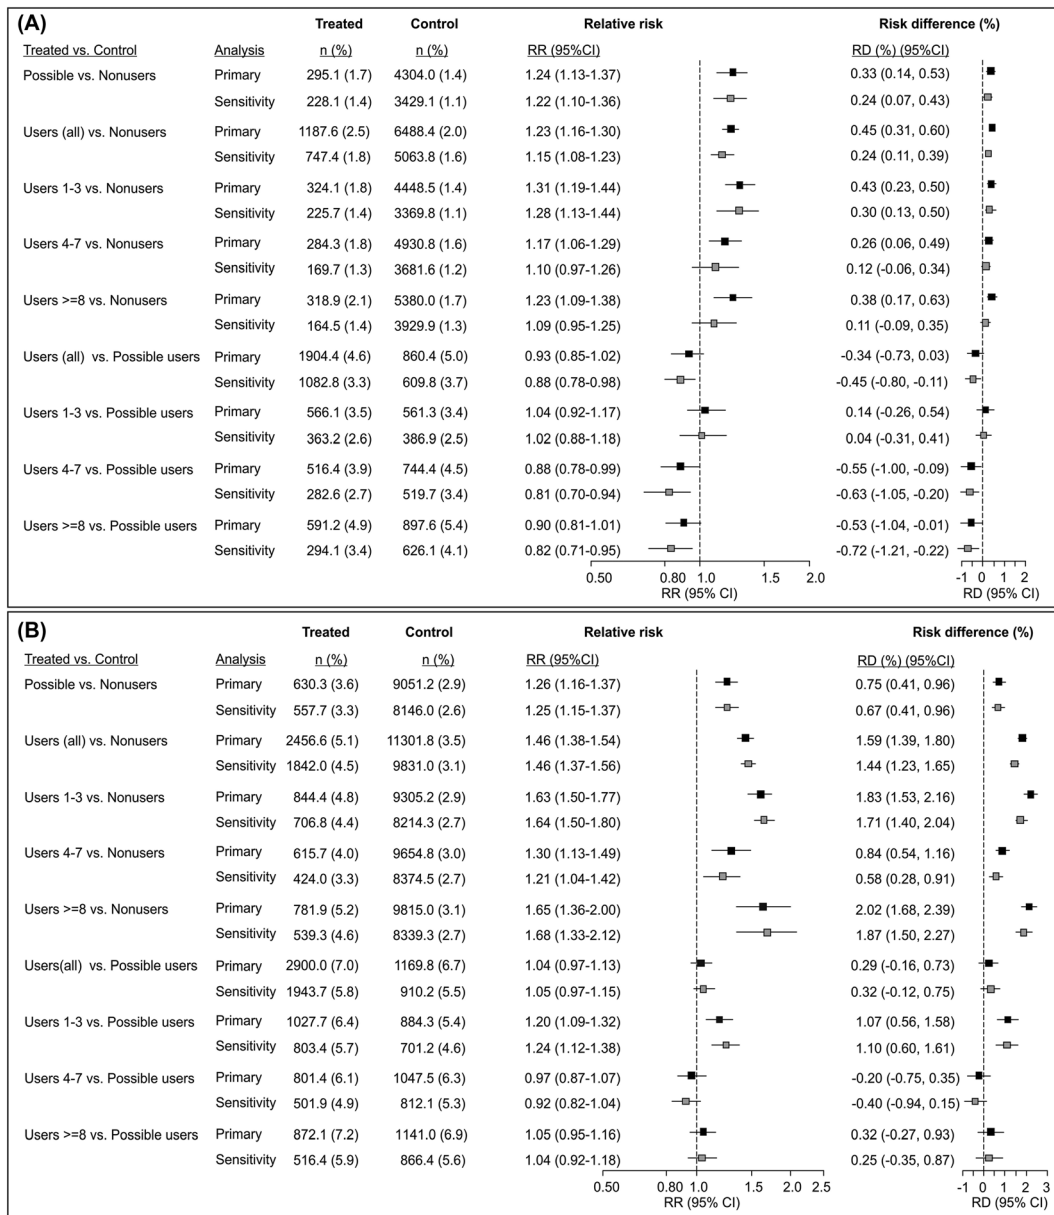 (A)
Treated Control Relative risk Risk difference (%)
Treated vs. Control Analysis n (%) n (%) RR (95%CI) RD (%) (95%CI)
Possible vs. Nonusers Primary 295.1 (1.7) 4304.0 (1.4) 1.24 (1.13-1.37) 0.33 (0.14, 0.53)
Sensitivity 228.1 (1.4) 3429.1 (1.1) 1.22 (1.10-1.36) 0.24 (0.07, 0.43)
Users (all) vs. Nonusers Primary 1187.6 (2.5) 6488.4 (2.0) 1.23 (1.16-1.30) 0.45 (0.31, 0.60)
Sensitivity 747.4 (1.8) 5063.8 (1.6) 1.15 (1.08-1.23) 0.24 (0.11, 0.39)
Users 1-3 vs. Nonusers Primary 324.1 (1.8) 4448.5 (1.4) 1.31 (1.19-1.44) 0.43 (0.23, 0.50)
Sensitivity 225.7 (1.4) 3369.8 (1.1) 1.28 (1.13-1.44) 0.30 (0.13, 0.50)
Users 4-7 vs. Nonusers Primary 284.3 (1.8) 4930.8 (1.6) 1.17 (1.06-1.29) 0.26 (0.06, 0.49)
Sensitivity 169.7 (1.3) 3681.6 (1.2) 1.10 (0.97-1.26) 0.12 (-0.06, 0.34)
Users >=8 vs. Nonusers Primary 318.9 (2.1) 5380.0 (1.7) 1.23 (1.09-1.38) 0.38 (0.17, 0.63)
Sensitivity 164.5 (1.4) 3929.9 (1.3) 1.09 (0.95-1.25) 0.11 (-0.09, 0.35)
Users (all) vs. Possible users Primary 1904.4 (4.6) 860.4 (5.0) 0.93 (0.85-1.02) -0.34 (-0.73, 0.03)
Sensitivity 1082.8 (3.3) 609.8 (3.7) 0.88 (0.78-0.98) -0.45 (-0.80, -0.11)
Users 1-3 vs. Possible users Primary 566.1 (3.5) 561.3 (3.4) 1.04 (0.92-1.17) 0.14 (-0.26, 0.54)
Sensitivity 363.2 (2.6) 386.9 (2.5) 1.02 (0.88-1.18) 0.04 (-0.31, 0.41)
Users 4-7 vs. Possible users Primary 516.4 (3.9) 744.4 (4.5) 0.88 (0.78-0.99) -0.55 (-1.00, -0.09)
Sensitivity 282.6 (2.7) 519.7 (3.4) 0.81 (0.70-0.94) -0.63 (-1.05, -0.20)
Users >=8 vs. Possible users Primary 591.2 (4.9) 897.6 (5.4) 0.90 (0.81-1.01) -0.53 (-1.04, -0.01)
Sensitivity 294.1 (3.4) 626.1 (4.1) 0.82 (0.71-0.95) -0.72 (-1.21, -0.22)
0.50 0.80 1.0 1.5 2.0 -1 0 1 2
RR (95% CI) RD (95% CI)
(B)
Treated Control Relative risk Risk difference (%)
Treated vs. Control Analysis n (%) n (%) RR (95%CI) RD (%) (95%CI)
Possible vs. Nonusers Primary 630.3 (3.6) 9051.2 (2.9) 1.26 (1.16-1.37) 0.75 (0.41, 0.96)
Sensitivity 557.7 (3.3) 8146.0 (2.6) 1.25 (1.15-1.37) 0.67 (0.41, 0.96)
Users (all) vs. Nonusers Primary 2456.6 (5.1) 11301.8 (3.5) 1.46 (1.38-1.54) 1.59 (1.39, 1.80)
Sensitivity 1842.0 (4.5) 9831.0 (3.1) 1.46 (1.37-1.56) 1.44 (1.23, 1.65)
Users 1-3 vs. Nonusers Primary 844.4 (4.8) 9305.2 (2.9) 1.63 (1.50-1.77) 1.83 (1.53, 2.16)
Sensitivity 706.8 (4.4) 8214.3 (2.7) 1.64 (1.50-1.80) 1.71 (1.40, 2.04)
Users 4-7 vs. Nonusers Primary 615.7 (4.0) 9654.8 (3.0) 1.30 (1.13-1.49) 0.84 (0.54, 1.16)
Sensitivity 424.0 (3.3) 8374.5 (2.7) 1.21 (1.04-1.42) 0.58 (0.28, 0.91)
Users >=8 vs. Nonusers Primary 781.9 (5.2) 9815.0 (3.1) 1.65 (1.36-2.00) 2.02 (1.68, 2.39)
Sensitivity 539.3 (4.6) 8339.3 (2.7) 1.68 (1.33-2.12) 1.87 (1.50, 2.27)
Users(all) vs. Possible users Primary 2900.0 (7.0) 1169.8 (6.7) 1.04 (0.97-1.13) 0.29 (-0.16, 0.73)
Sensitivity 1943.7 (5.8) 910.2 (5.5) 1.05 (0.97-1.15) 0.32 (-0.12, 0.75)
Users 1-3 vs. Possible users Primary 1027.7 (6.4) 884.3 (5.4) 1.20 (1.09-1.32) 1.07 (0.56, 1.58)
Sensitivity 803.4 (5.7) 701.2 (4.6) 1.24 (1.12-1.38) 1.10 (0.60, 1.61)
Users 4-7 vs. Possible users Primary 801.4 (6.1) 1047.5 (6.3) 0.97 (0.87-1.07) -0.20 (-0.75, 0.35)
Sensitivity 501.9 (4.9) 812.1 (5.3) 0.92 (0.82-1.04) -0.40 (-0.94, 0.15)
Users >=8 vs. Possible users Primary 872.1 (7.2) 1141.0 (6.9) 1.05 (0.95-1.16) 0.32 (-0.27, 0.93)
Sensitivity 516.4 (5.9) 866.4 (5.6) 1.04 (0.92-1.18) 0.25 (-0.35, 0.87)
0.50 0.80 1.0 1.5 2.0 2.5 -1 0 1 2 3
RR (95% CI) RD (95% CI)